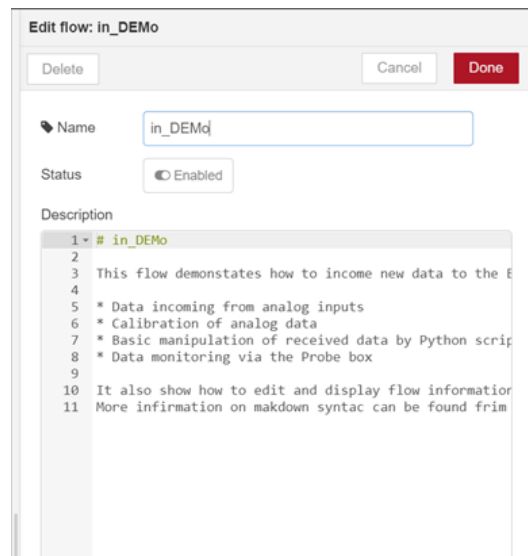 Edit flow: in_DEMo
Delete
Cancel
Done
Name
in_DEMo
Status
Enabled
Description
1 # in_DEMo
2
3 This flow demonstates how to income new data to the E
4
5 * Data incoming from analog inputs
6 * Calibration of analog data
7 * Basic manipulation of received data by Python scrip
8 * Data monitoring via the Probe box
9
10 It also show how to edit and display flow information
11 More infirmation on makdown syntac can be found frim